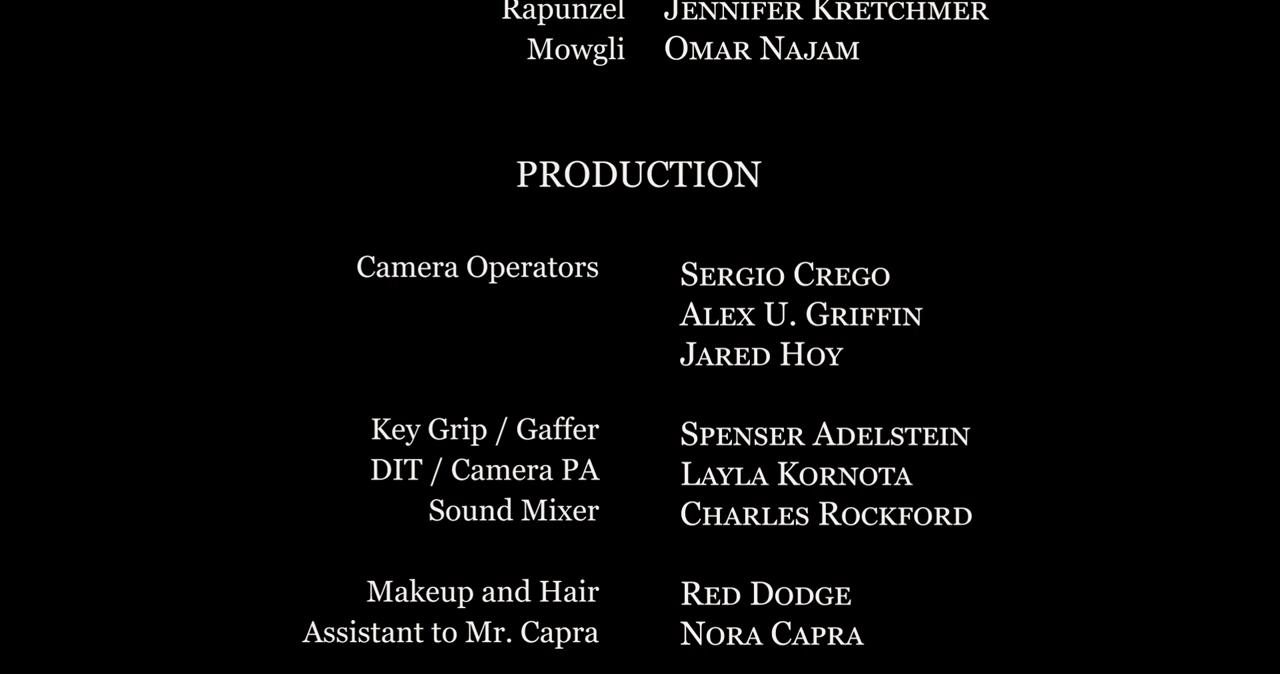 Rapunzel Jennifer Kretchmer
Mowgli Omar Najam
PRODUCTION
Camera Operators Sergio Crego
Alex U. Griffin
Jared Hoy
Key Grip / Gaffer Spenser Adelstein
DIT / Camera PA Layla Kornota
Sound Mixer Charles Rockford
Makeup and Hair Red Dodge
Assistant to Mr. Capra Nora Capra